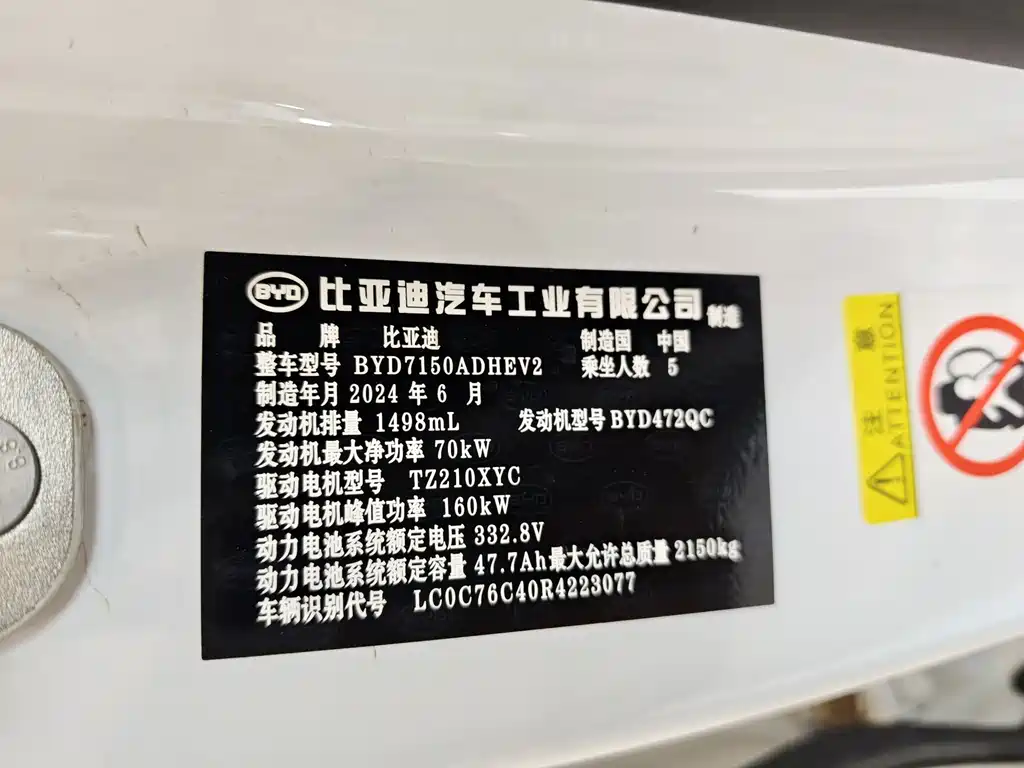 BYD 比亚迪汽车工业有限公司 制造
品 牌 比亚迪 制造国 中国
整车型号 BYD7150ADHEV2 乘坐人数 5
制造年月 2024 年 6 月
发动机排量 1498mL 发动机型号 BYD472QC
发动机最大净功率 70kW
驱动电机型号 TZ210XYC
驱动电机峰值功率 160kW
动力电池系统额定电压 332.8V
动力电池系统额定容量 47.7Ah 最大允许总质量 2150kg
车辆识别代号 LC0C76C40R4223077
注 意
ATTENTION